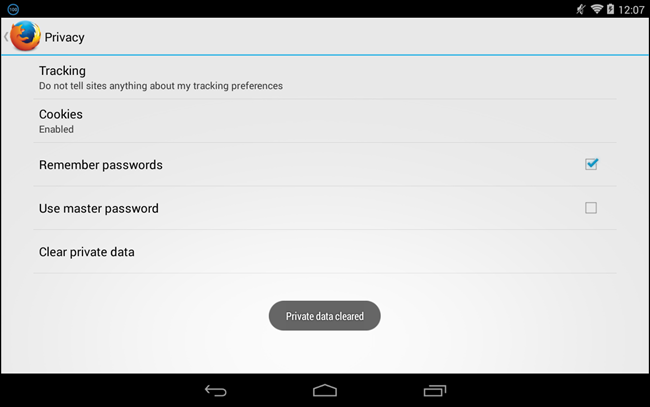 100
12:07
Privacy
Tracking
Do not tell sites anything about my tracking preferences
Cookies
Enabled
Remember passwords
Use master password
Clear private data
Private data cleared